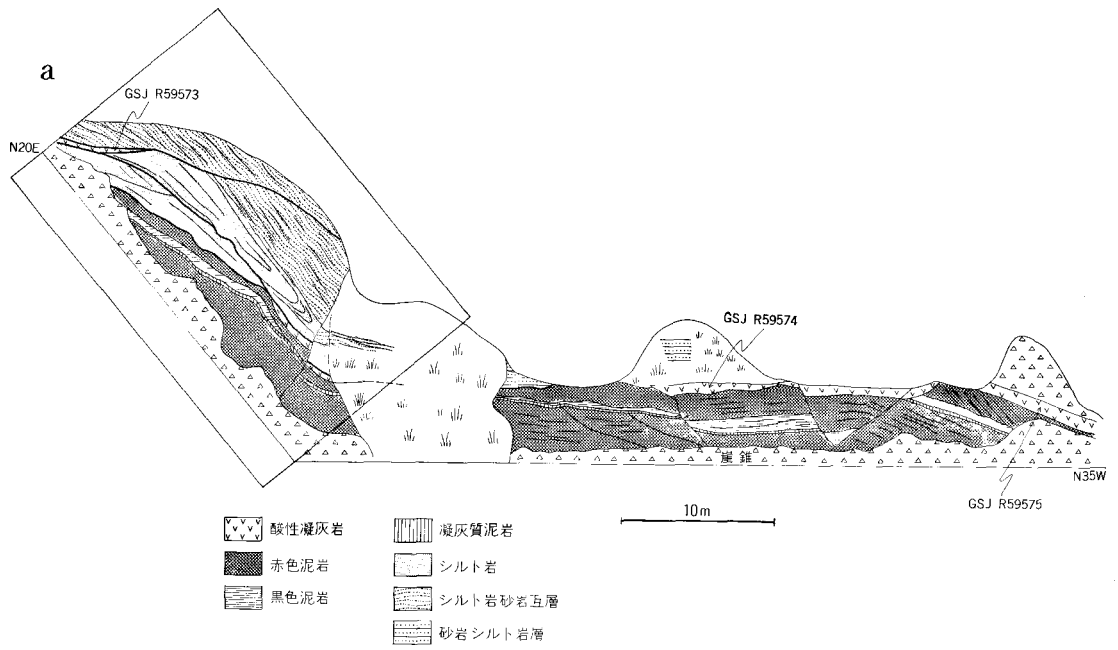 a
GSJ R59573
N20E
GSJ R59574
崖錐
N35W
GSJ R59575
10m
酸性凝灰岩
赤色泥岩
黒色泥岩
凝灰質泥岩
シルト岩
シルト岩砂岩互層
砂岩シルト岩層